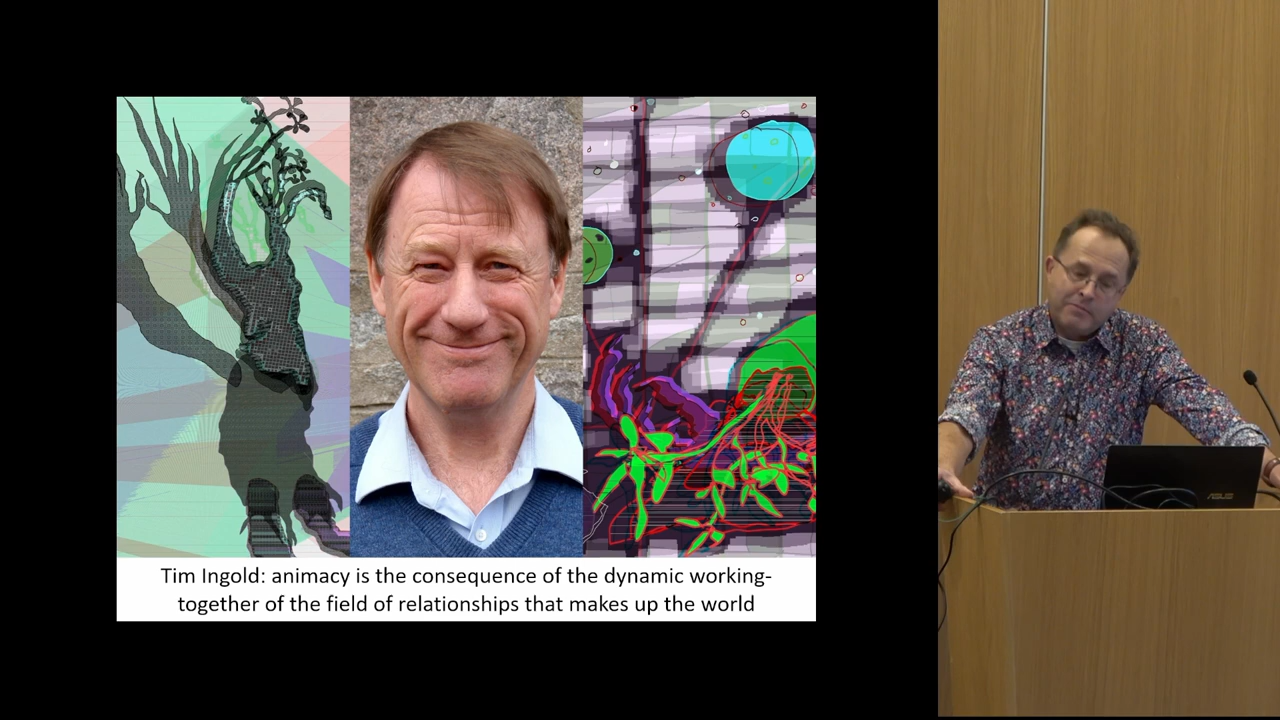 Tim Ingold: animacy is the consequence of the dynamic working-
together of the field of relationships that makes up the world
ASUS